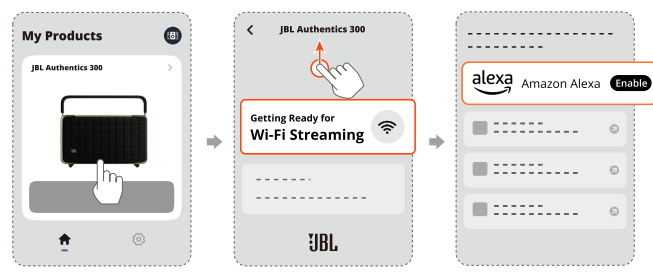 My Products
JBL Authentics 300
JBL Authentics 300
Getting Ready for
Wi-Fi Streaming
JBL
alexa
Amazon Alexa
Enable